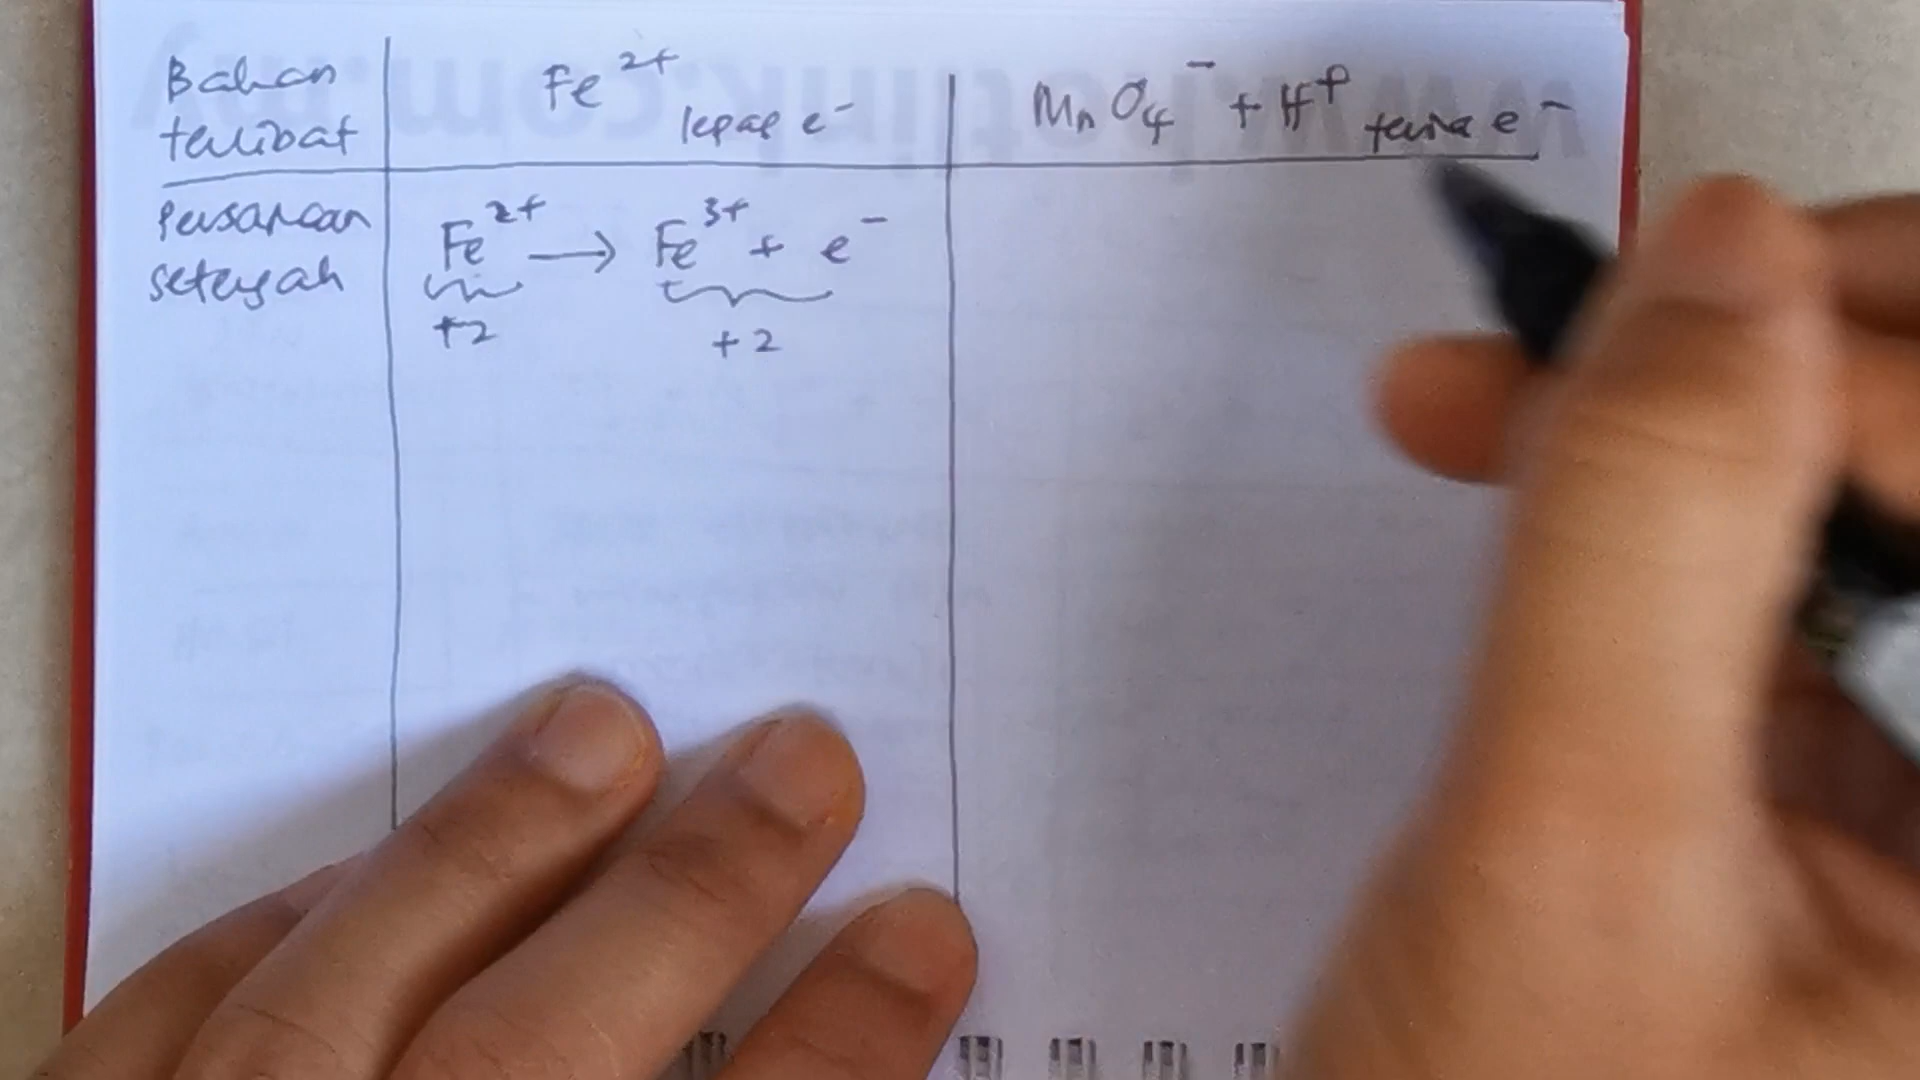 Bahan terlibat
Fe²⁺ lepas e⁻
MnO₄⁻ + H⁺ terima e⁻
Persamaan setengah
Fe²⁺ → Fe³⁺ + e⁻
+2 +2